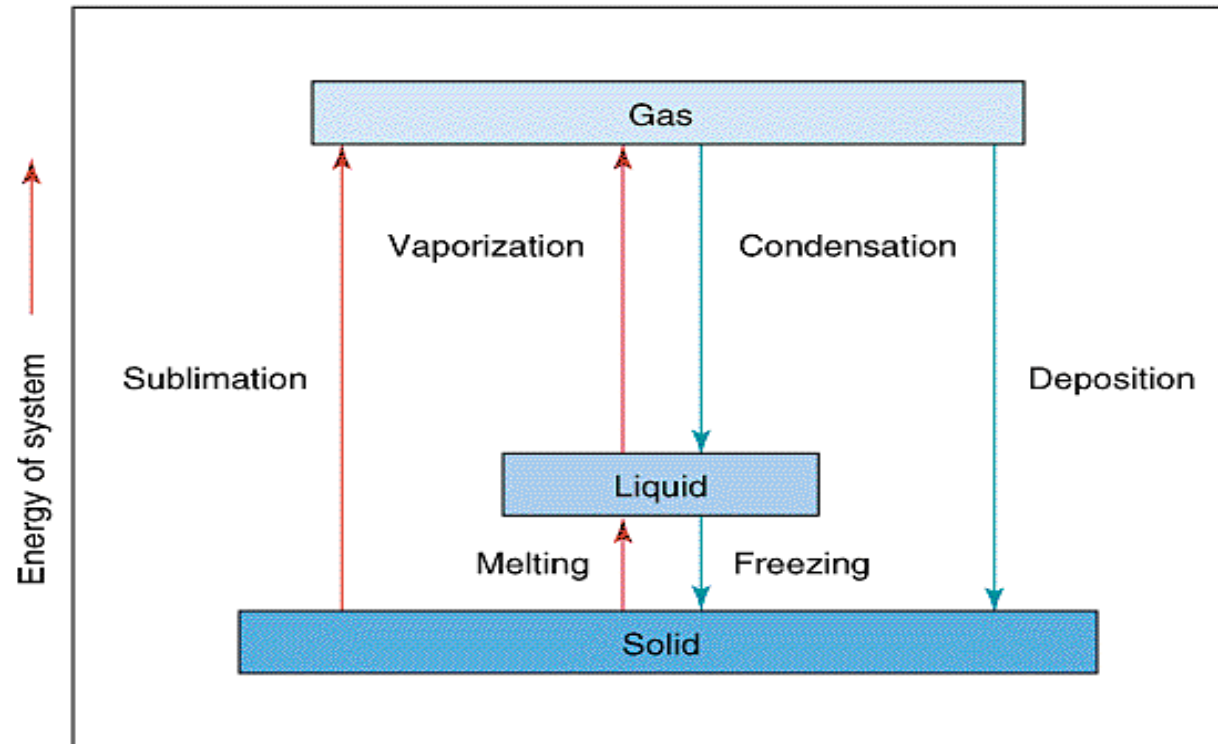 Gas
Vaporization
Condensation
Sublimation
Deposition
Energy of system
Liquid
Melting
Freezing
Solid